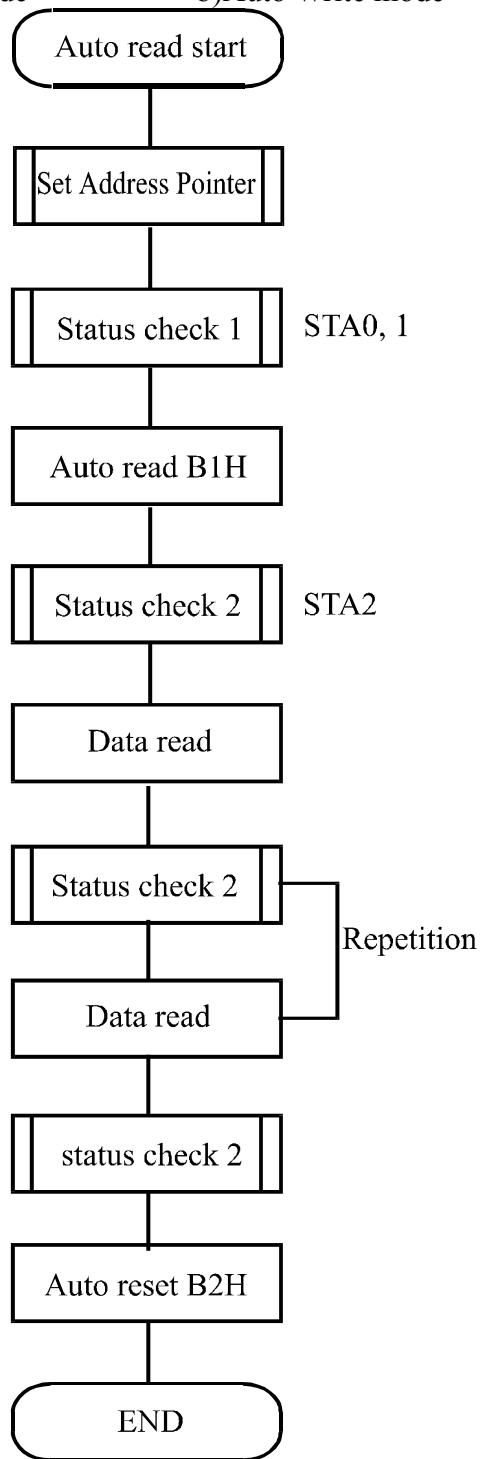 Auto read start
Set Address Pointer
Status check 1 STA0, 1
Auto read B1H
Status check 2 STA2
Data read
Status check 2
Repetition
Data read
status check 2
Auto reset B2H
END